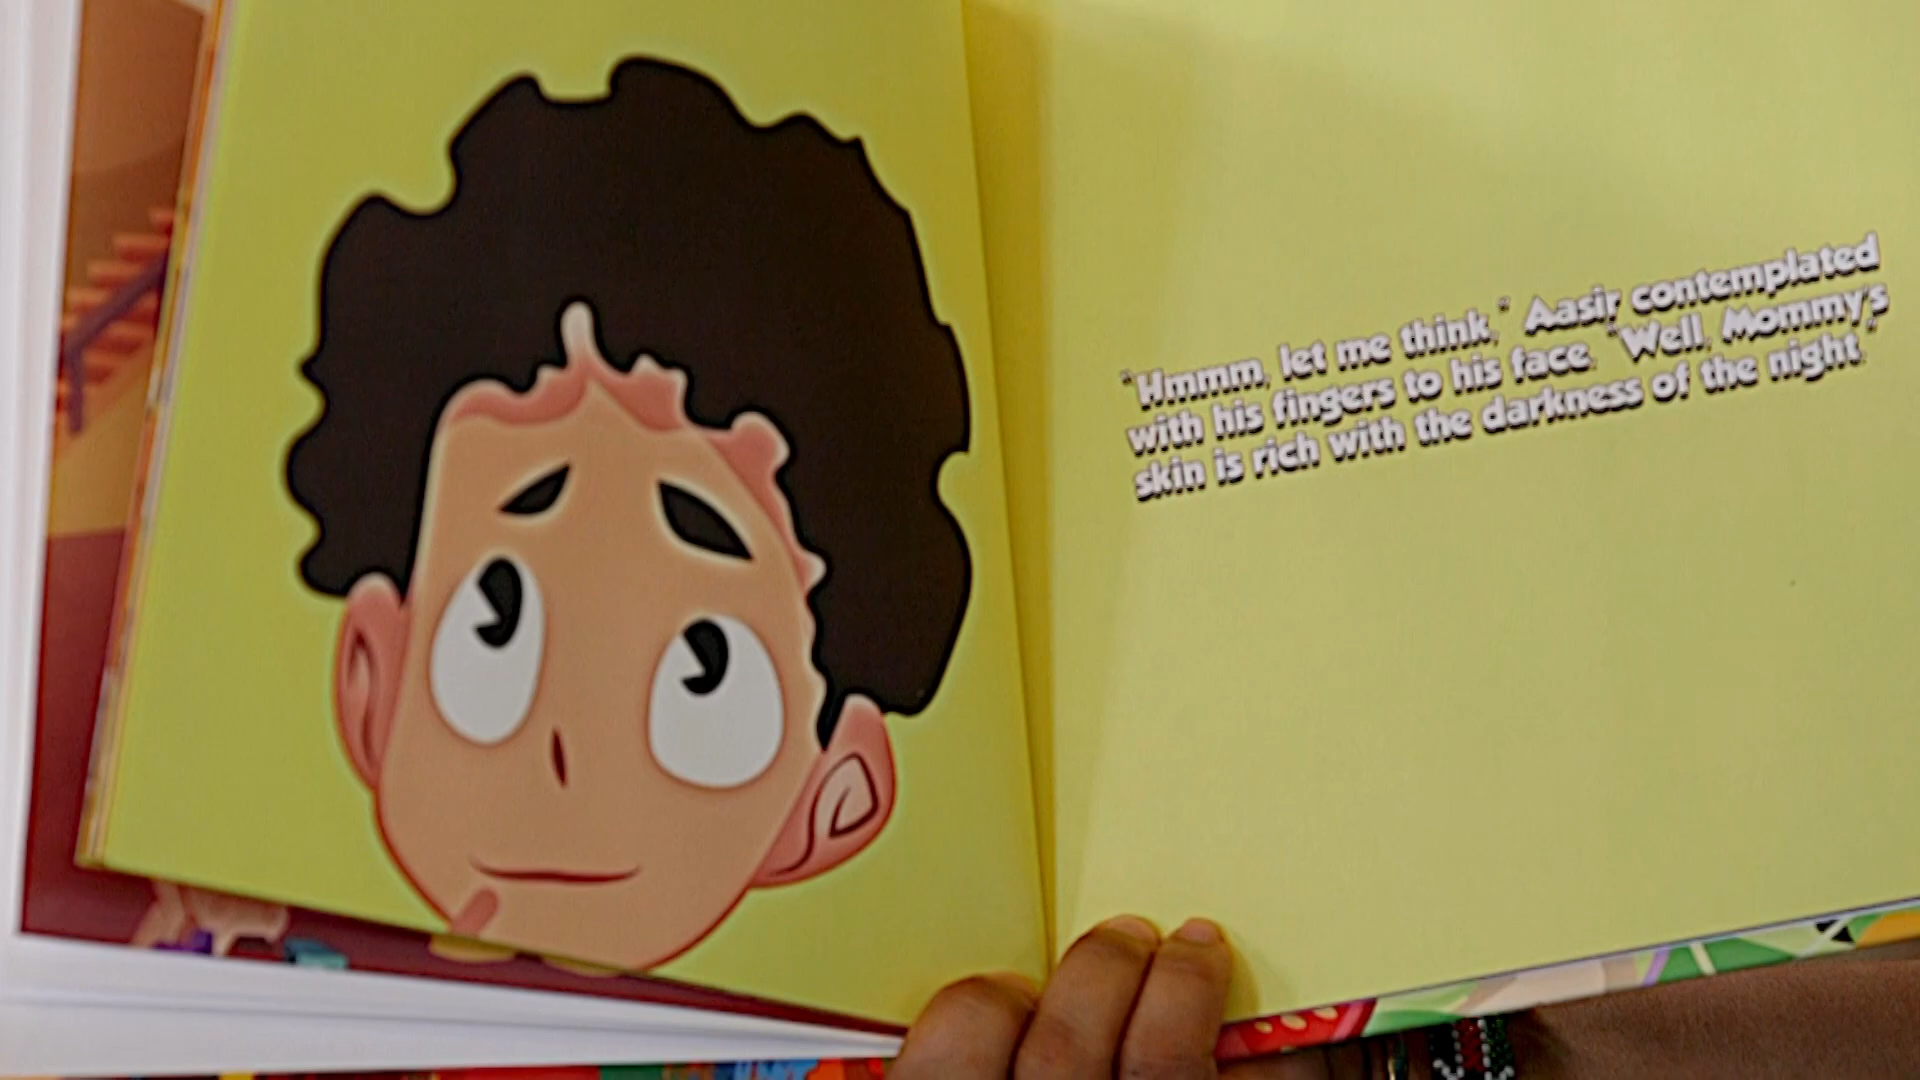 "Hmmm, let me think," Aasir contemplated
with his fingers to his face. "Well, Mommy's
skin is rich with the darkness of the night."